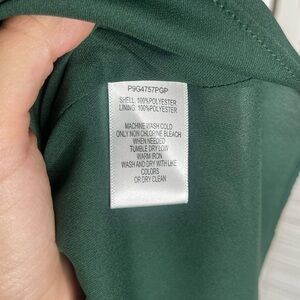 P9G4757PGP
SHELL: 100%POLYESTER
LINING: 100%POLYESTER
MACHINE WASH COLD
ONLY NON CHLORINE BLEACH
WHEN NEEDED
TUMBLE DRY LOW
WARM IRON
WASH AND DRY WITH LIKE
COLORS
OR DRY CLEAN